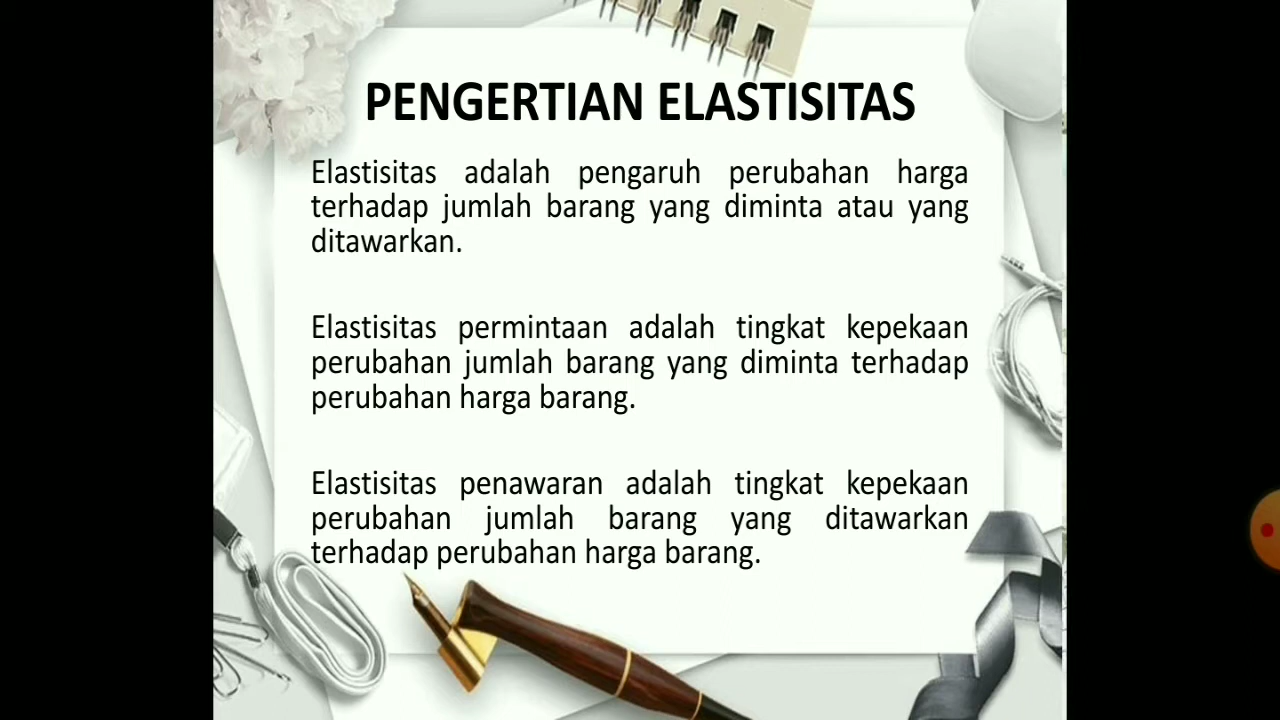 PENGERTIAN ELASTISITAS
Elastisitas adalah pengaruh perubahan harga
terhadap jumlah barang yang diminta atau yang
ditawarkan.
Elastisitas permintaan adalah tingkat kepekaan
perubahan jumlah barang yang diminta terhadap
perubahan harga barang.
Elastisitas penawaran adalah tingkat kepekaan
perubahan jumlah barang yang ditawarkan
terhadap perubahan harga barang.